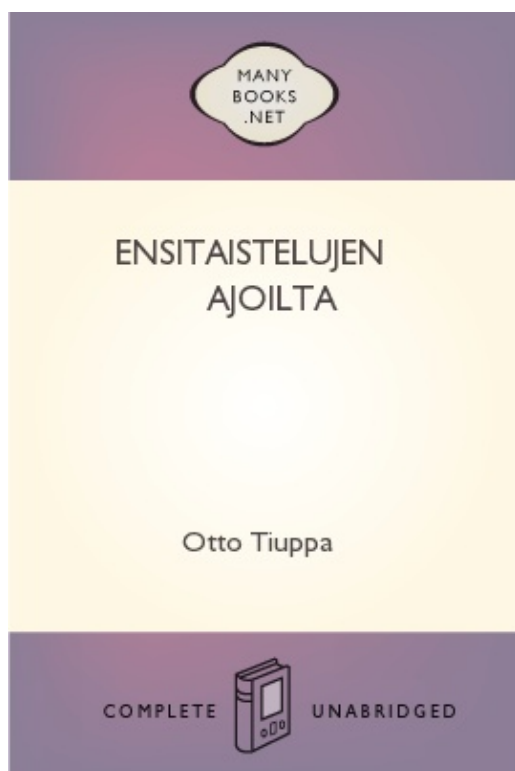 MANY
BOOKS
.NET
ENSITAISTELUJEN
AJOILTA
Otto Tiuppa
COMPLETE UNABRIDGED